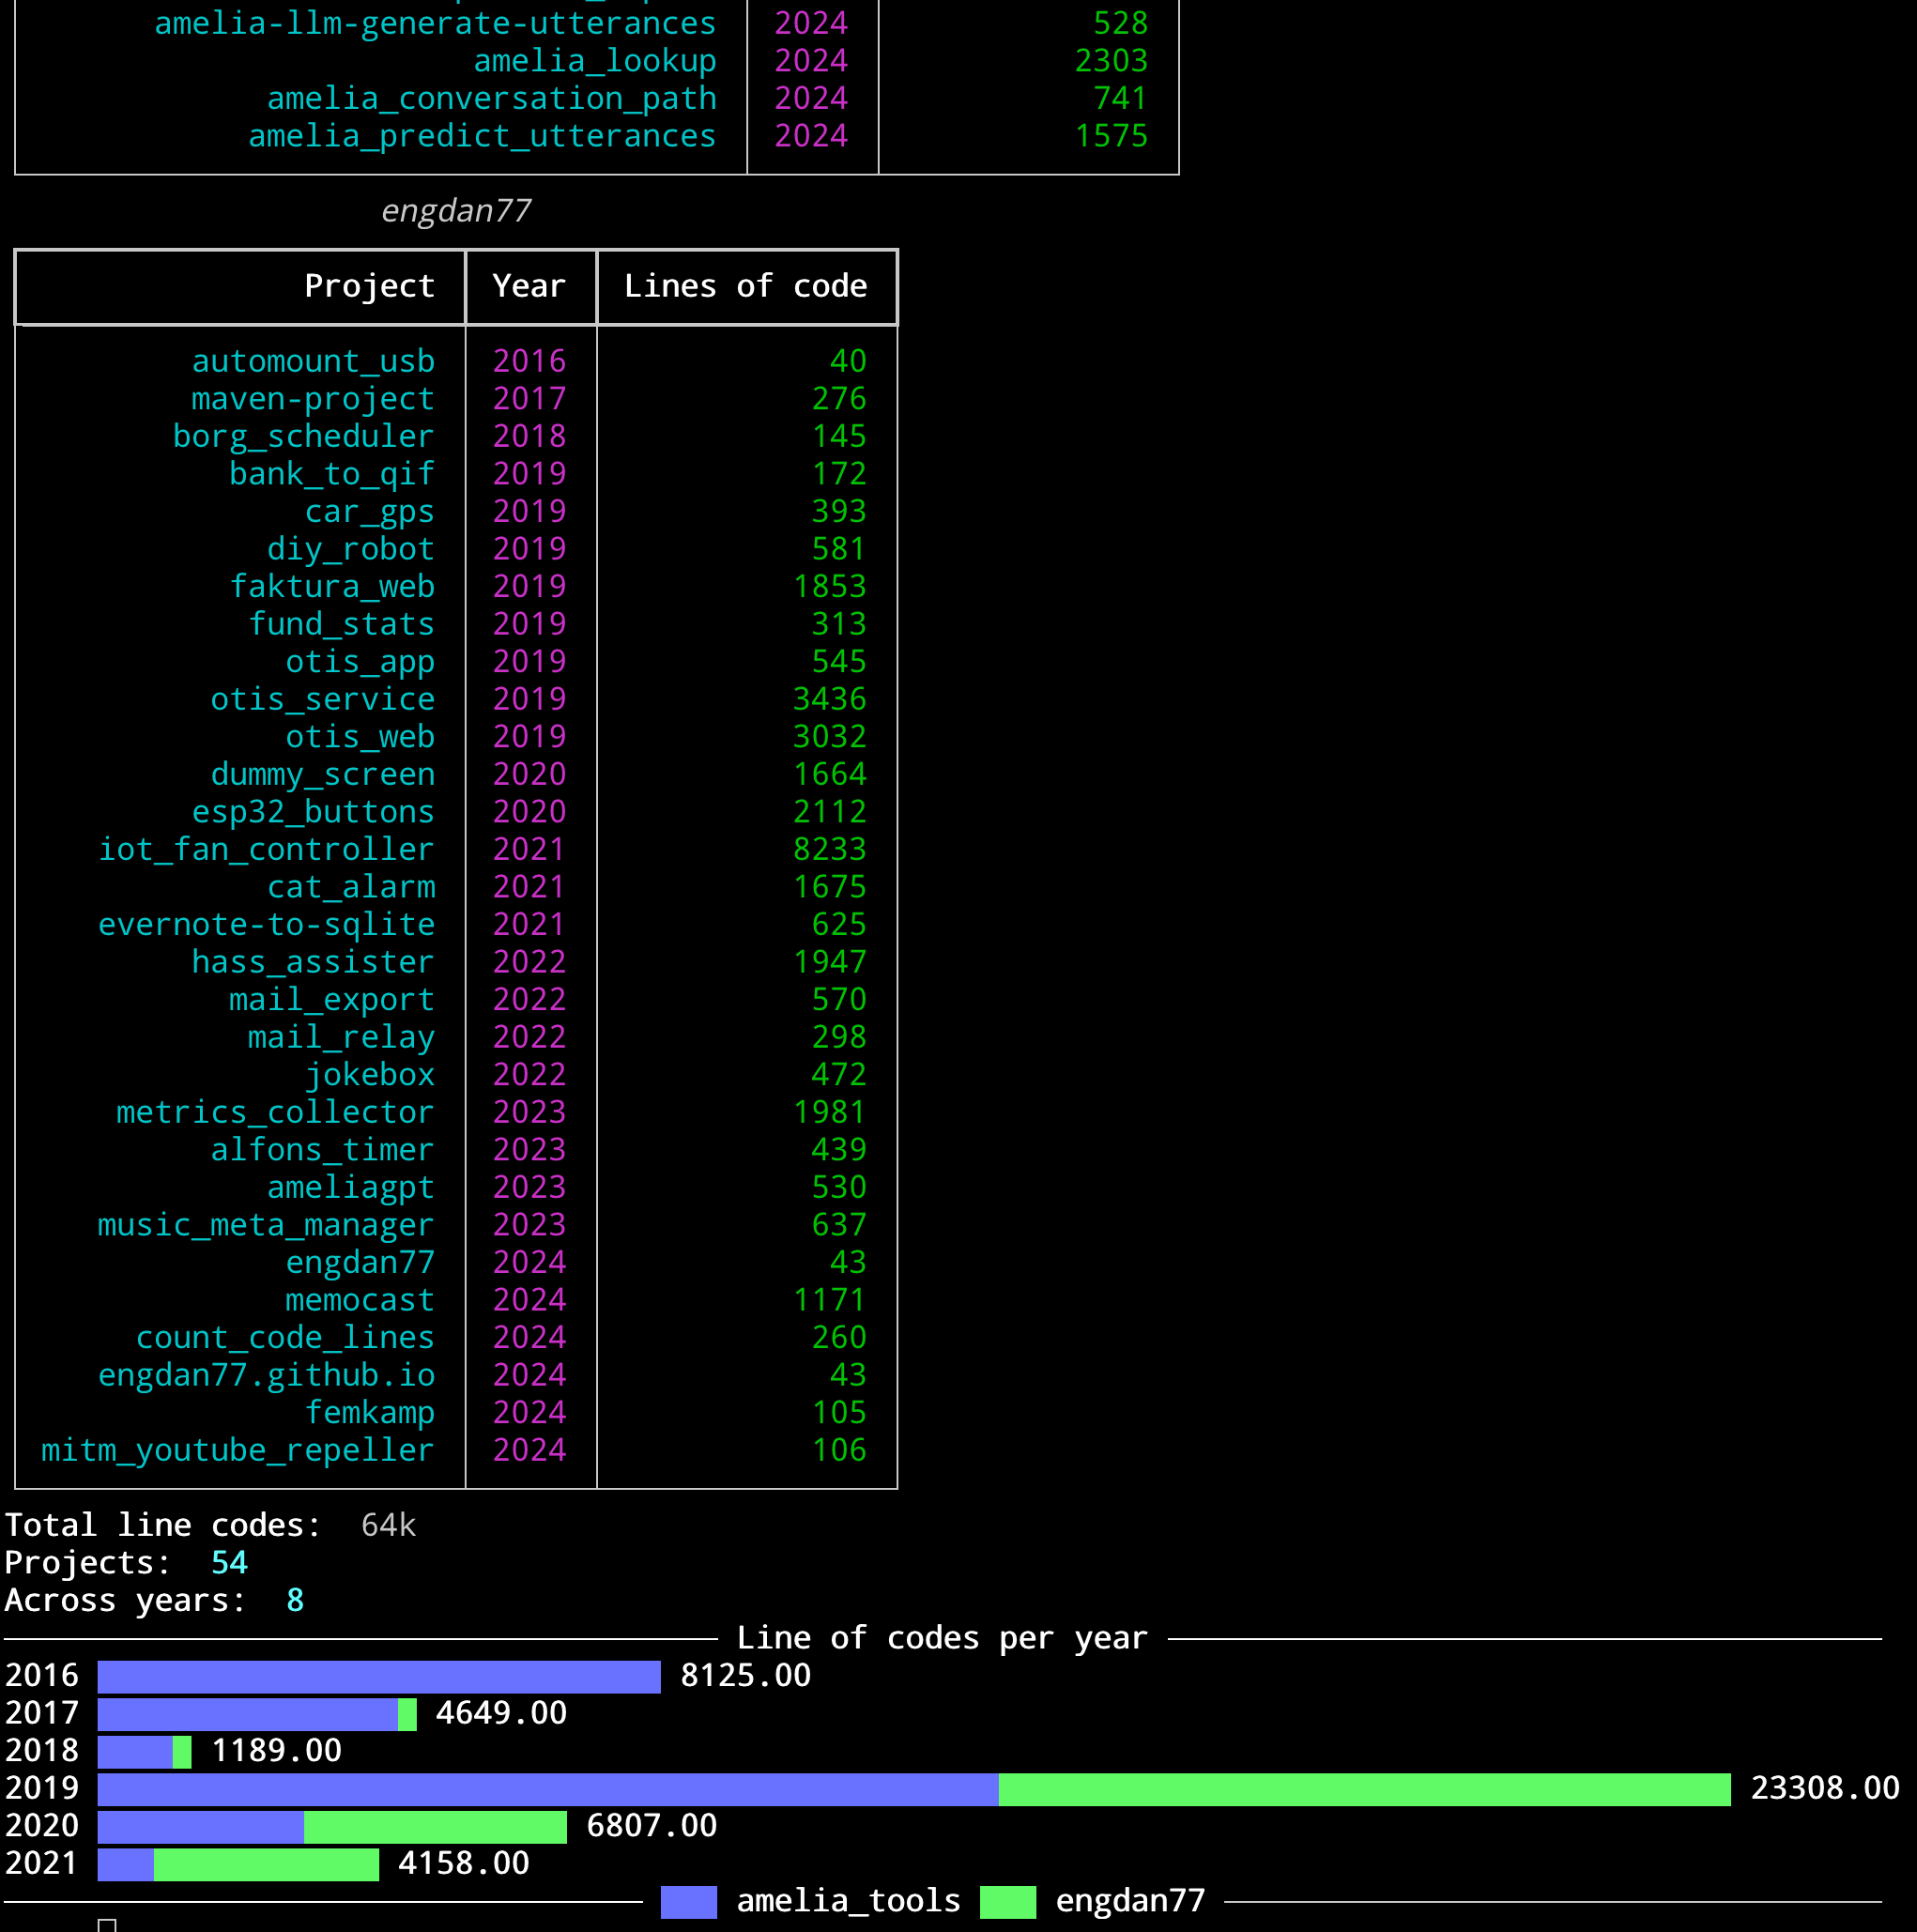 amelia-llm-generate-utterances 2024 528
amelia_lookup 2024 2303
amelia_conversation_path 2024 741
amelia_predict_utterances 2024 1575
engdan77
Project Year Lines of code
automount_usb 2016 40
maven-project 2017 276
borg_scheduler 2018 145
bank_to_qif 2019 172
car_gps 2019 393
diy_robot 2019 581
faktura_web 2019 1853
fund_stats 2019 313
otis_app 2019 545
otis_service 2019 3436
otis_web 2019 3032
dummy_screen 2020 1664
esp32_buttons 2020 2112
iot_fan_controller 2021 8233
cat_alarm 2021 1675
evernote-to-sqlite 2021 625
hass_assister 2022 1947
mail_export 2022 570
mail_relay 2022 298
jokebox 2022 472
metrics_collector 2023 1981
alfons_timer 2023 439
ameliagpt 2023 530
music_meta_manager 2023 637
engdan77 2024 43
memocast 2024 1171
count_code_lines 2024 260
engdan77.github.io 2024 43
femkamp 2024 105
mitm_youtube_repeller 2024 106
Total line codes: 64k
Projects: 54
Across years: 8
Line of codes per year
2016 8125.00
2017 4649.00
2018 1189.00
2019 23308.00
2020 6807.00
2021 4158.00
amelia_tools engdan77